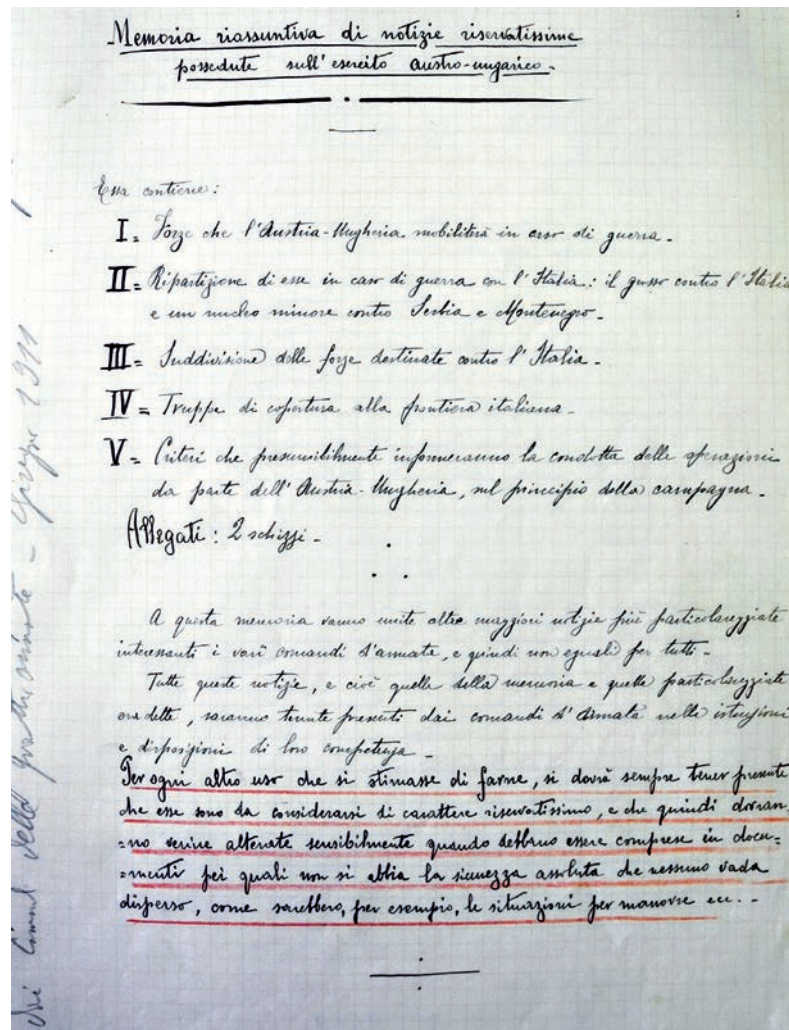 Memoria riassuntiva di notizie riservatissime
possedute sull'esercito austro-ungarico.
Essa contiene:
I= Forze che l'Austria-Ungheria mobiliterà in caso di guerra.
II= Ripartizione di esse in caso di guerra con l'Italia: il grosso contro l'Italia
e un nucleo minore contro Serbia e Montenegro.
III= Suddivisione delle forze destinate contro l'Italia.
IV= Truppe di copertura alla frontiera italiana.
V= Criteri che presumibilmente informeranno la condotta delle operazioni
da parte dell'Austria-Ungheria, sul principio della campagna.
Allegati: 2 schizzi.
A questa memoria vanno unite altre maggiori notizie più particolareggiate
interessanti i varî comandi d'armata, e quindi non eguali per tutti.
Tutte queste notizie, e cioè quelle della memoria e quelle particolareggiate
ora dette, saranno tenute presenti dai comandi d'Armata nelle istruzioni
e disposizioni di loro competenza.
Per ogni altro uso che si stimasse di farne, si dovrà sempre tener presente
che esse sono da considerarsi di carattere riservatissimo, e che quindi dovran=
=no venire alterate sensibilmente quando debbano essere comprese in docu=
=menti pei quali non si abbia la sicurezza assoluta che nessuno vada
disperso, come sarebbero, per esempio, le situazioni per manovre ecc..
Giugno 1911